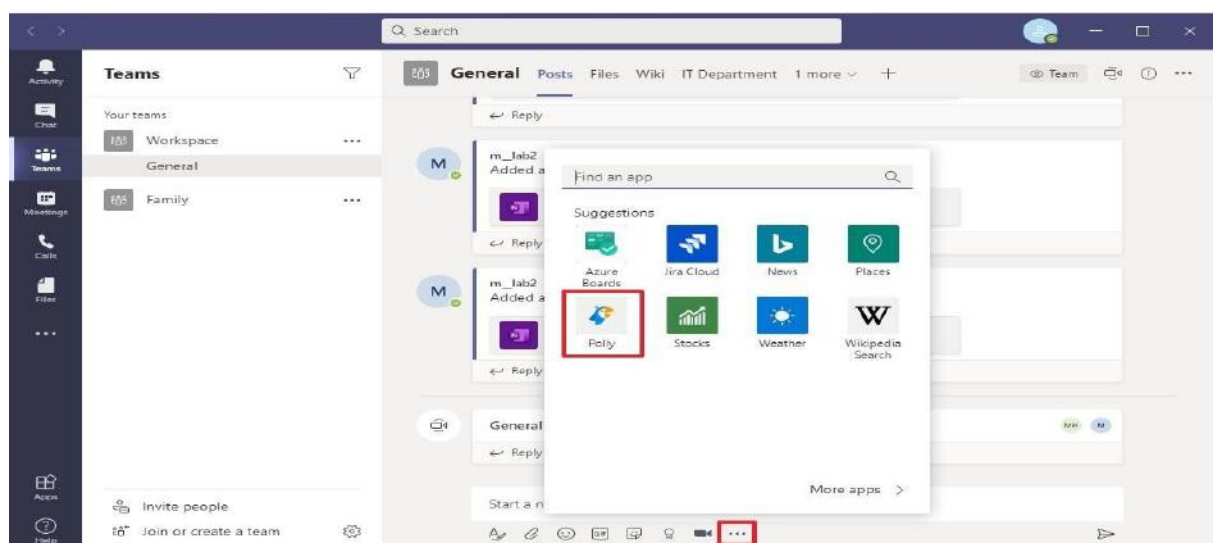 Search
Activity
Chat
Teams
Meetings
Calls
Files
Apps
Help
Teams
Your teams
Workspace
General
Family
Invite people
Join or create a team
General Posts Files Wiki IT Department 1 more
Team
Reply
M
m_lab2
Added a
Reply
M
m_lab2
Added a
Reply
General
M
Reply
Start a n
GIF
Find an app
Suggestions
Azure
Boards
Jira Cloud
News
Places
Polly
Stocks
Weather
W
Wikipedia
Search
More apps